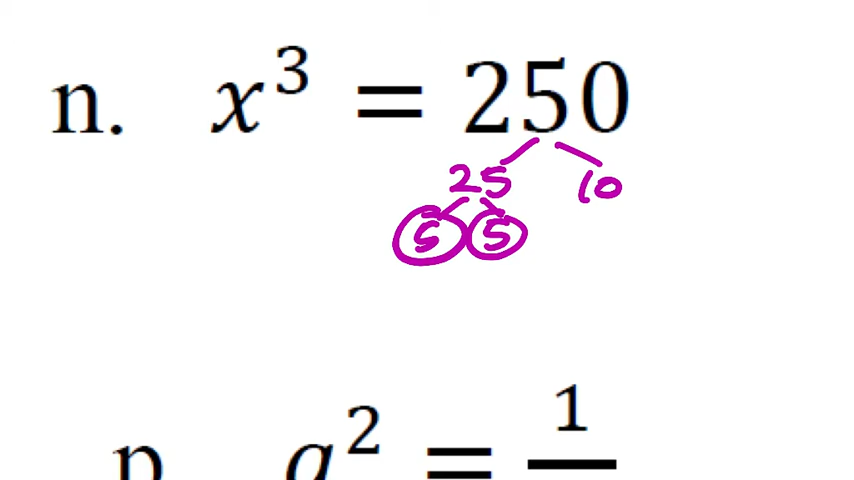 n. x³ = 250
25 10
5 5
p q² = 1